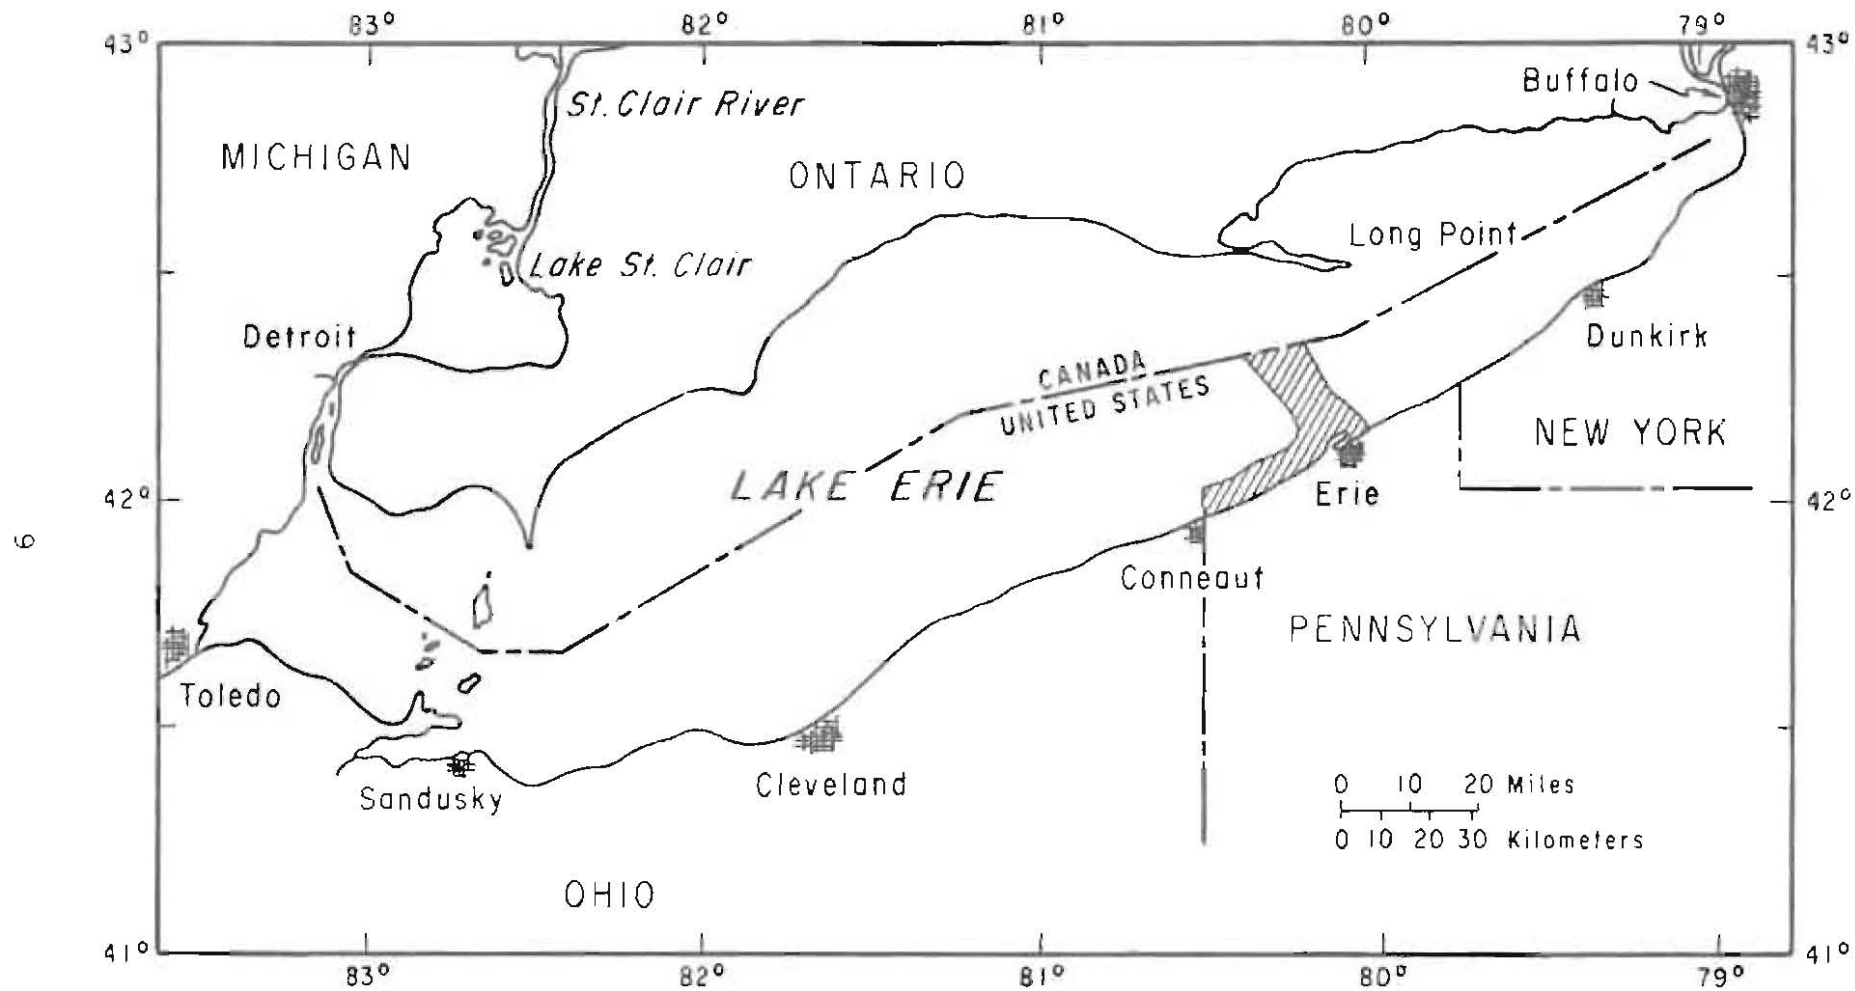 83° 82° 81° 80° 79°
43° 43°
Buffalo
St. Clair River
MICHIGAN
ONTARIO
Long Point
Lake St. Clair
Detroit
Dunkirk
CANADA
UNITED STATES
NEW YORK
LAKE ERIE
Erie
42° 42°
9
Conneaut
PENNSYLVANIA
Toledo
Cleveland
Sandusky
0 10 20 Miles
0 10 20 30 Kilometers
OHIO
41° 41°
83° 82° 81° 80° 79°